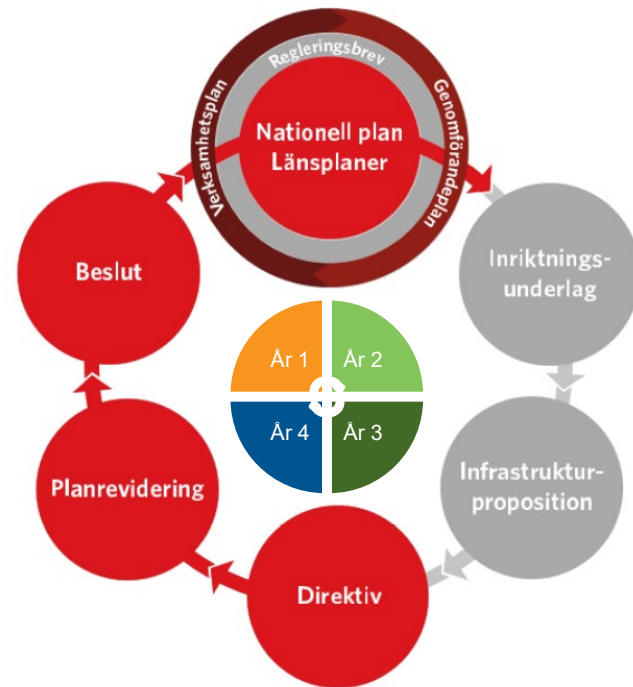 Regleringsbrev
Verksamhetsplan
Genomförandeplan
Nationell plan
Länsplaner
Inriktnings-
underlag
Infrastruktur-
proposition
Direktiv
Planrevidering
Beslut
År 1
År 2
År 4
År 3